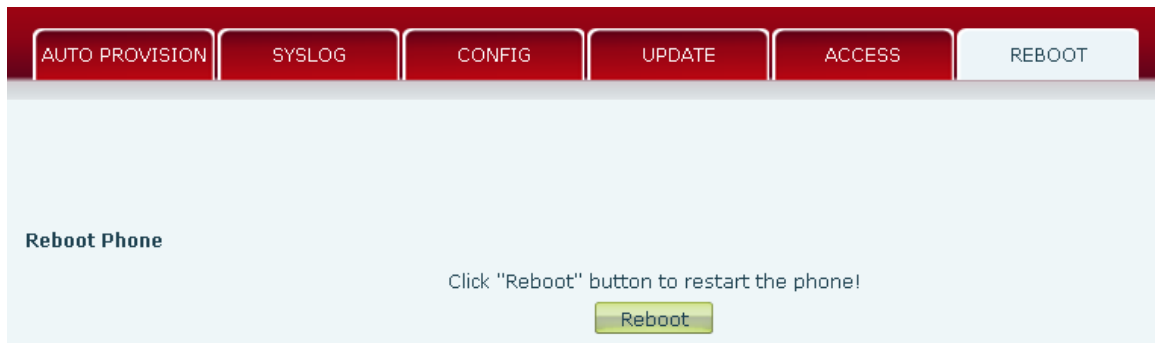 AUTO PROVISION SYSLOG CONFIG UPDATE ACCESS REBOOT
Reboot Phone
Click "Reboot" button to restart the phone!
Reboot